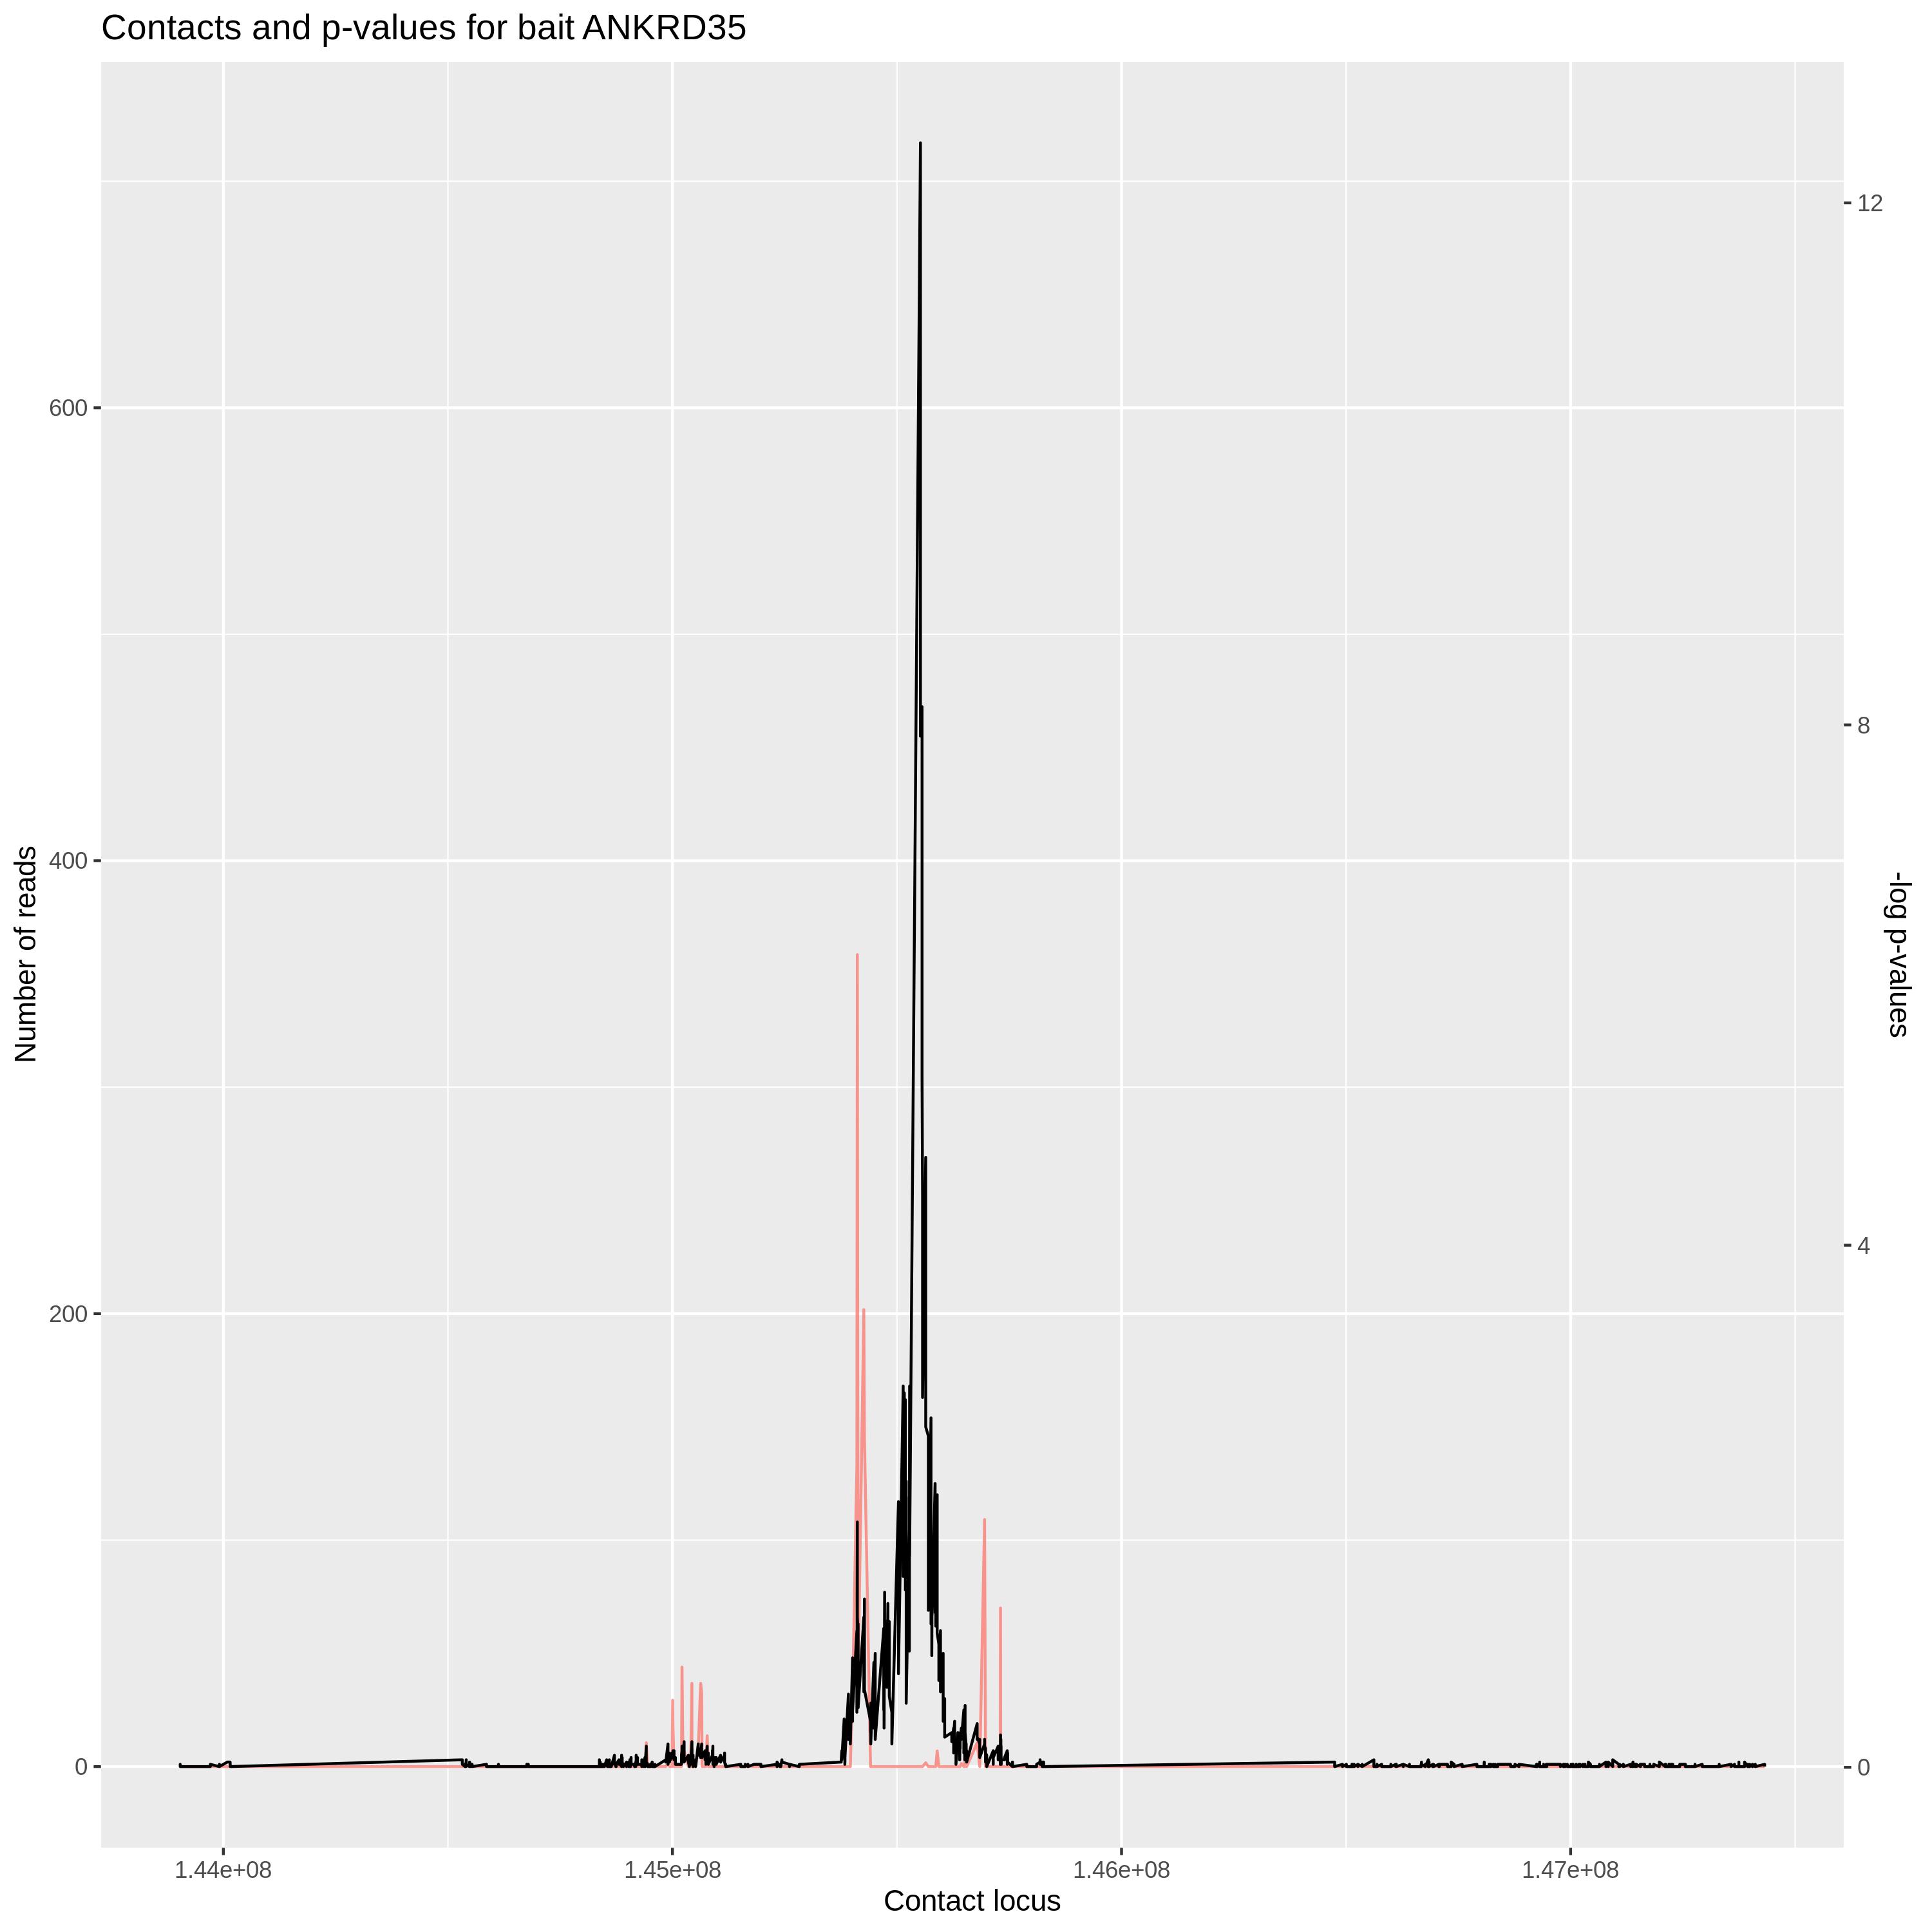 Contacts and p-values for bait ANKRD35
Number of reads
600
400
200
0
12
8
4
0
-log p-values
1.44e+08
1.45e+08
1.46e+08
1.47e+08
Contact locus